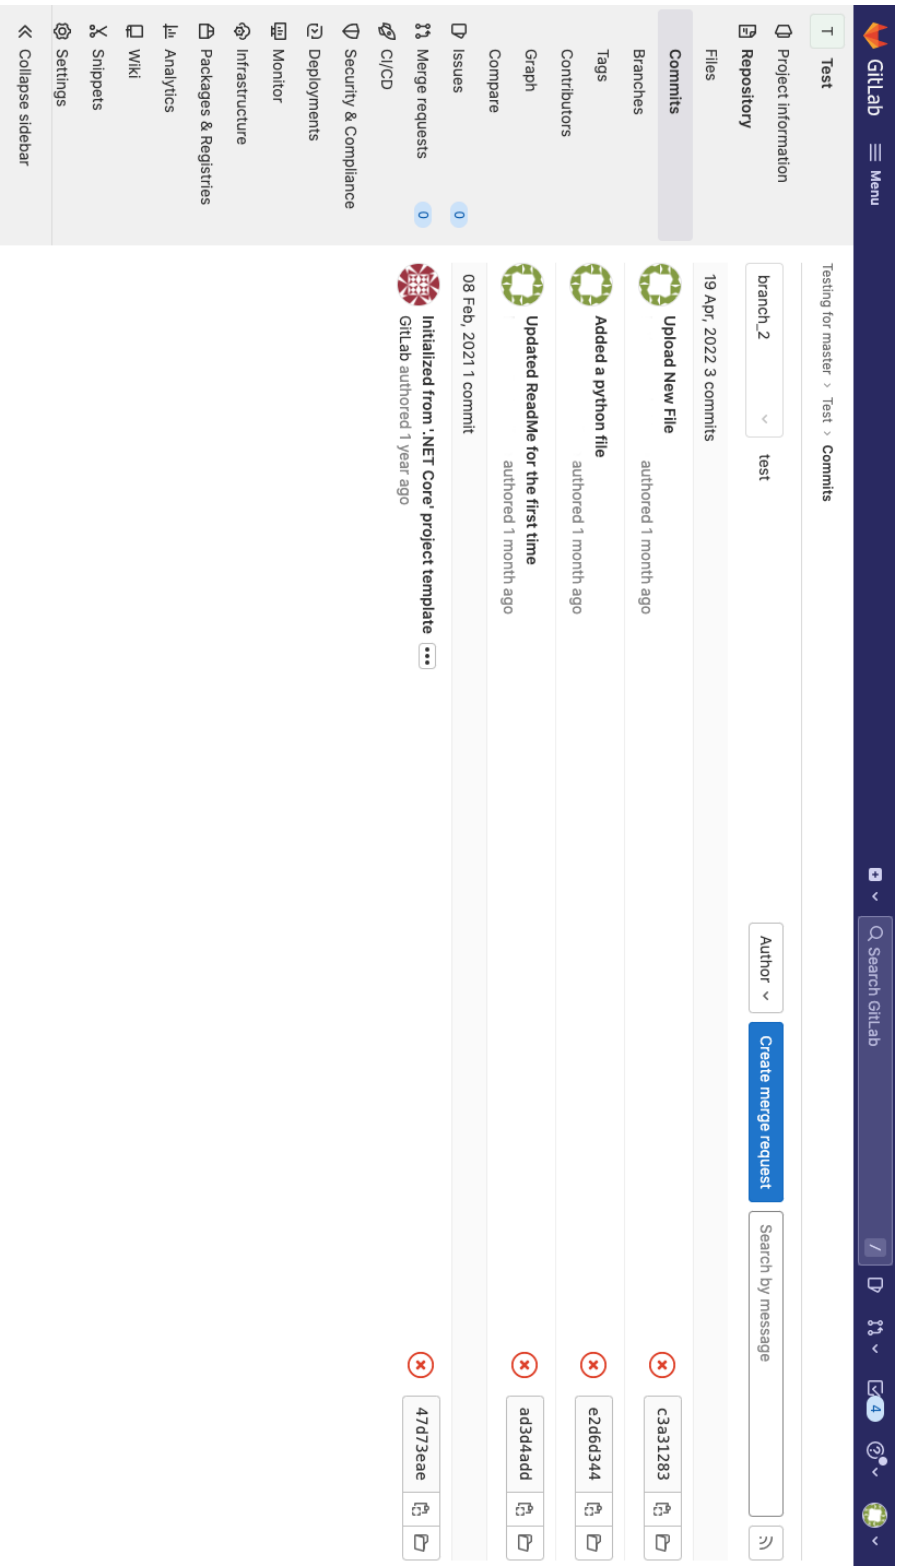 GitLab Menu Search GitLab / 4
T Test
Project information
Repository
Files
Commits
Branches
Tags
Contributors
Graph
Compare
Issues 0
Merge requests 0
CI/CD
Security & Compliance
Deployments
Monitor
Infrastructure
Packages & Registries
Analytics
Wiki
Snippets
Settings
Collapse sidebar
Testing for master › Test › Commits
branch_2 test Author Create merge request Search by message
19 Apr, 2022 3 commits
Upload New File
authored 1 month ago
c3a31283
Added a python file
authored 1 month ago
e2d6d344
Updated ReadMe for the first time
authored 1 month ago
ad3d4add
08 Feb, 2021 1 commit
Initialized from '.NET Core' project template •••
GitLab authored 1 year ago
47d73eae